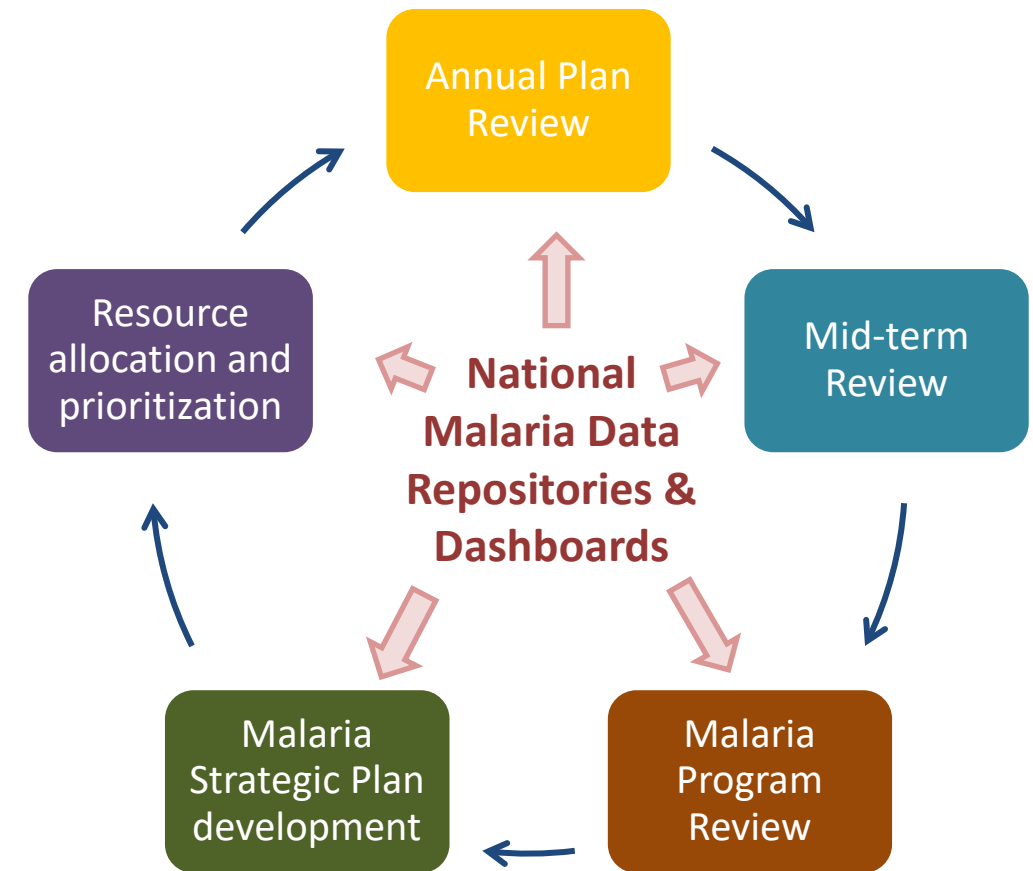 Annual Plan
Review
Resource
allocation and
prioritization
Mid-term
Review
National
Malaria Data
Repositories &
Dashboards
Malaria
Strategic Plan
development
Malaria
Program
Review